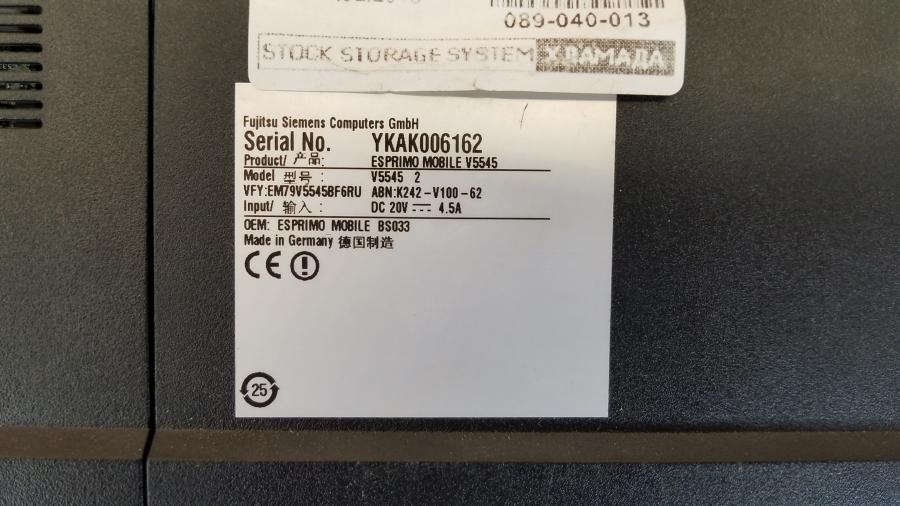 089-040-013
STOCK STORAGE SYSTEM ХРАМАДА
Fujitsu Siemens Computers GmbH
Serial No. YKAK006162
Product/ 产品: ESPRIMO MOBILE V5545
Model 型号: V5545 2
VFY:EM79V5545BF6RU ABN:K242-V100-62
Input/ 输入: DC 20V 4.5A
OEM: ESPRIMO MOBILE BS033
Made in Germany 德国制造
CE
25